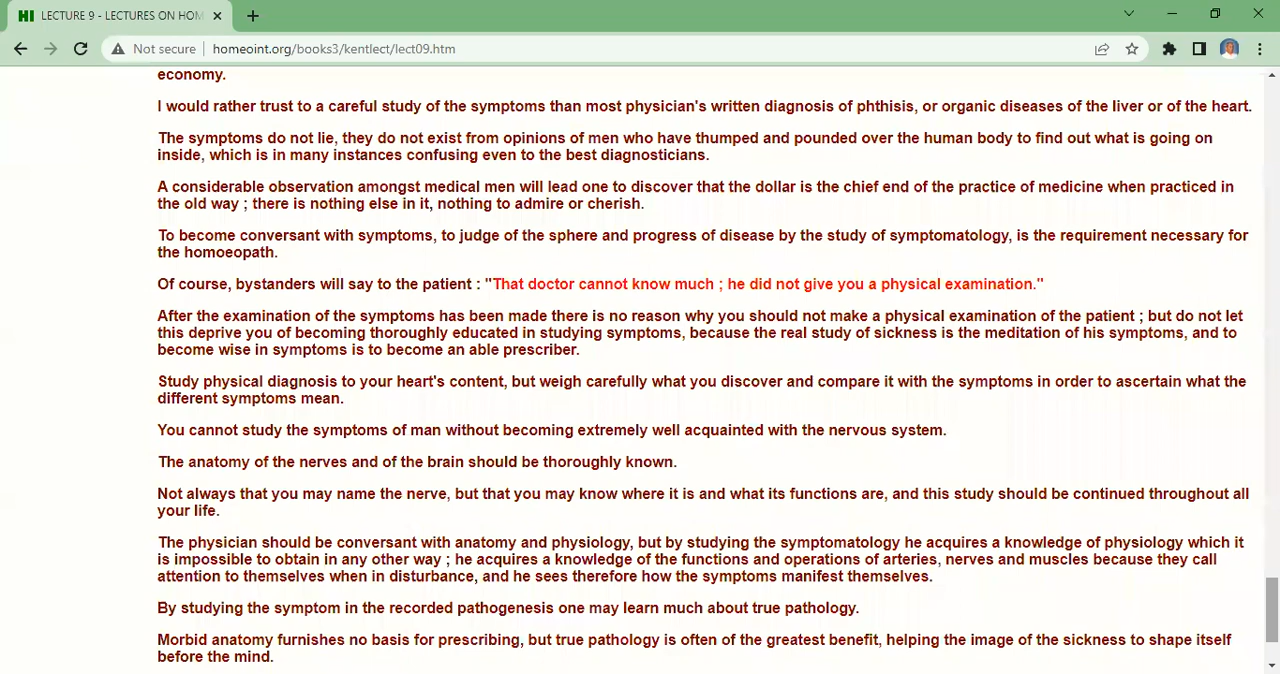 LECTURE 9 - LECTURES ON HOM
Not secure homeoint.org/books3/kentlect/lect09.htm
economy.
I would rather trust to a careful study of the symptoms than most physician's written diagnosis of phthisis, or organic diseases of the liver or of the heart.
The symptoms do not lie, they do not exist from opinions of men who have thumped and pounded over the human body to find out what is going on
inside, which is in many instances confusing even to the best diagnosticians.
A considerable observation amongst medical men will lead one to discover that the dollar is the chief end of the practice of medicine when practiced in
the old way ; there is nothing else in it, nothing to admire or cherish.
To become conversant with symptoms, to judge of the sphere and progress of disease by the study of symptomatology, is the requirement necessary for
the homoeopath.
Of course, bystanders will say to the patient : "That doctor cannot know much ; he did not give you a physical examination."
After the examination of the symptoms has been made there is no reason why you should not make a physical examination of the patient ; but do not let
this deprive you of becoming thoroughly educated in studying symptoms, because the real study of sickness is the meditation of his symptoms, and to
become wise in symptoms is to become an able prescriber.
Study physical diagnosis to your heart's content, but weigh carefully what you discover and compare it with the symptoms in order to ascertain what the
different symptoms mean.
You cannot study the symptoms of man without becoming extremely well acquainted with the nervous system.
The anatomy of the nerves and of the brain should be thoroughly known.
Not always that you may name the nerve, but that you may know where it is and what its functions are, and this study should be continued throughout all
your life.
The physician should be conversant with anatomy and physiology, but by studying the symptomatology he acquires a knowledge of physiology which it
is impossible to obtain in any other way ; he acquires a knowledge of the functions and operations of arteries, nerves and muscles because they call
attention to themselves when in disturbance, and he sees therefore how the symptoms manifest themselves.
By studying the symptom in the recorded pathogenesis one may learn much about true pathology.
Morbid anatomy furnishes no basis for prescribing, but true pathology is often of the greatest benefit, helping the image of the sickness to shape itself
before the mind.